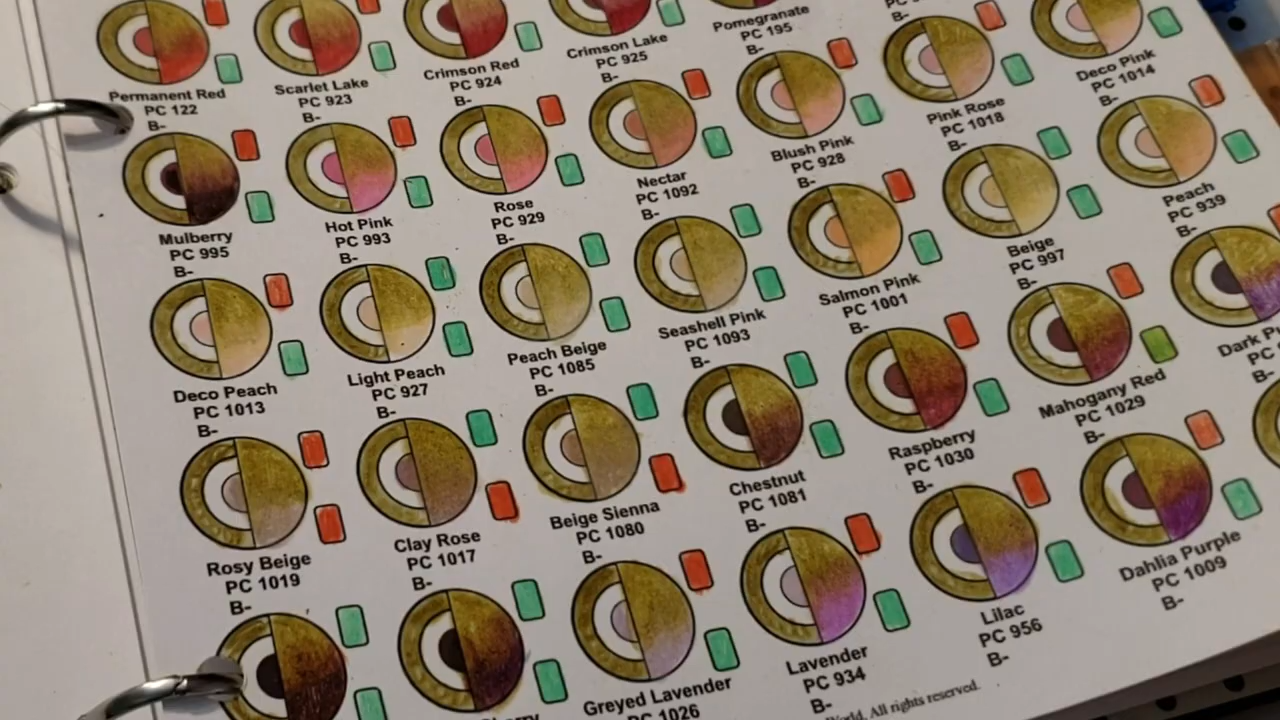 Permanent Red
PC 122
B-
Scarlet Lake
PC 923
B-
Crimson Red
PC 924
B-
Crimson Lake
PC 925
B-
Pomegranate
PC 195
B-
B-
Deco Pink
PC 1014
B-
Mulberry
PC 995
B-
Hot Pink
PC 993
B-
Rose
PC 929
B-
Nectar
PC 1092
B-
Blush Pink
PC 928
B-
Pink Rose
PC 1018
B-
Deco Peach
PC 1013
B-
Light Peach
PC 927
B-
Peach Beige
PC 1085
B-
Seashell Pink
PC 1093
B-
Salmon Pink
PC 1001
B-
Beige
PC 997
B-
Peach
PC 939
B-
Rosy Beige
PC 1019
B-
Clay Rose
PC 1017
B-
Beige Sienna
PC 1080
B-
Chestnut
PC 1081
B-
Raspberry
PC 1030
B-
Mahogany Red
PC 1029
B-
Dark
PC
B-
Greyed Lavender
PC 1026
Lavender
PC 934
B-
Lilac
PC 956
B-
Dahlia Purple
PC 1009
B-
World, All rights reserved.